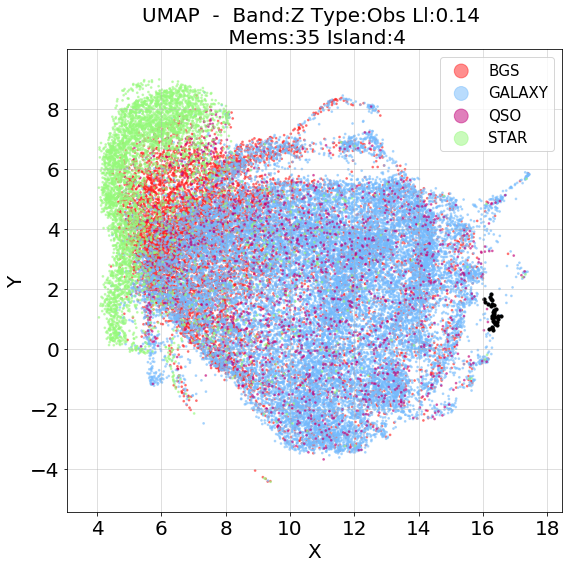 UMAP  -  Band:Z Type:Obs Ll:0.14
Mems:35 Island:4
BGS
GALAXY
QSO
STAR
8
6
4
2
0
−2
−4
Y
4 6 8 10 12 14 16 18
X